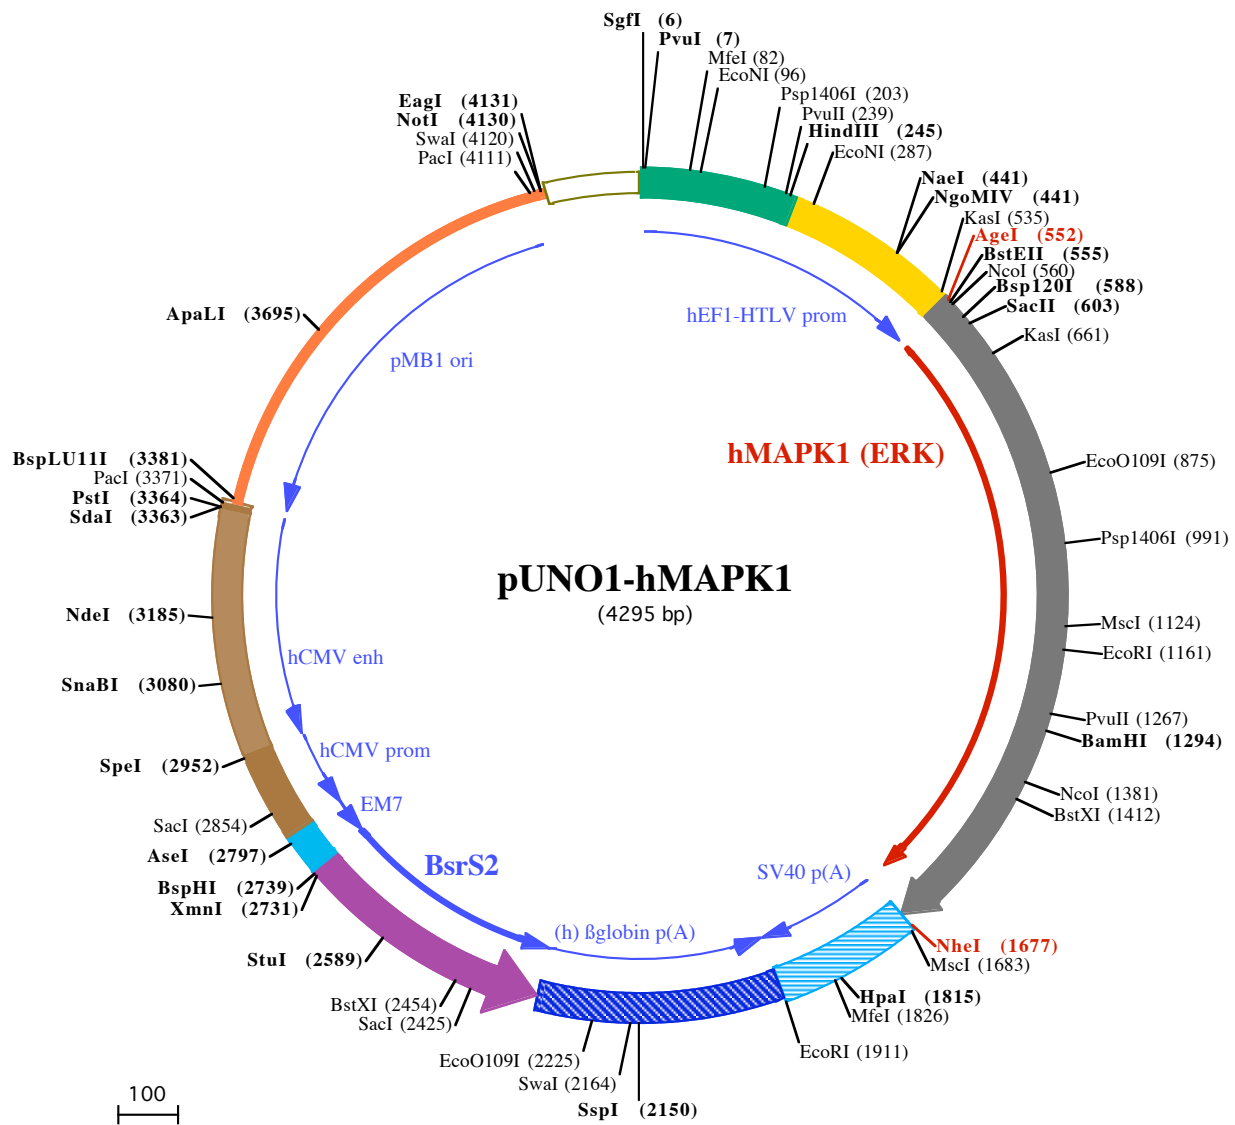 SgfI (6)
PvuI (7)
MfeI (82)
EcoNI (96)
Psp1406I (203)
PvuII (239)
HindIII (245)
EcoNI (287)
NaeI (441)
NgoMIV (441)
KasI (535)
AgeI (552)
BstEII (555)
NcoI (560)
Bsp120I (588)
SacII (603)
KasI (661)
EcoO109I (875)
Psp1406I (991)
MscI (1124)
EcoRI (1161)
PvuII (1267)
BamHI (1294)
NcoI (1381)
BstXI (1412)
NheI (1677)
MscI (1683)
HpaI (1815)
MfeI (1826)
EcoRI (1911)
SspI (2150)
SwaI (2164)
EcoO109I (2225)
SacI (2425)
BstXI (2454)
StuI (2589)
XmnI (2731)
BspHI (2739)
AseI (2797)
SacI (2854)
SpeI (2952)
SnaBI (3080)
NdeI (3185)
SdaI (3363)
PstI (3364)
PacI (3371)
BspLU11I (3381)
ApaLI (3695)
PacI (4111)
SwaI (4120)
NotI (4130)
EagI (4131)
hEF1-HTLV prom
pMB1 ori
hMAPK1 (ERK)
pUNO1-hMAPK1
(4295 bp)
hCMV enh
hCMV prom
EM7
BsrS2
SV40 p(A)
(h) ßglobin p(A)
100